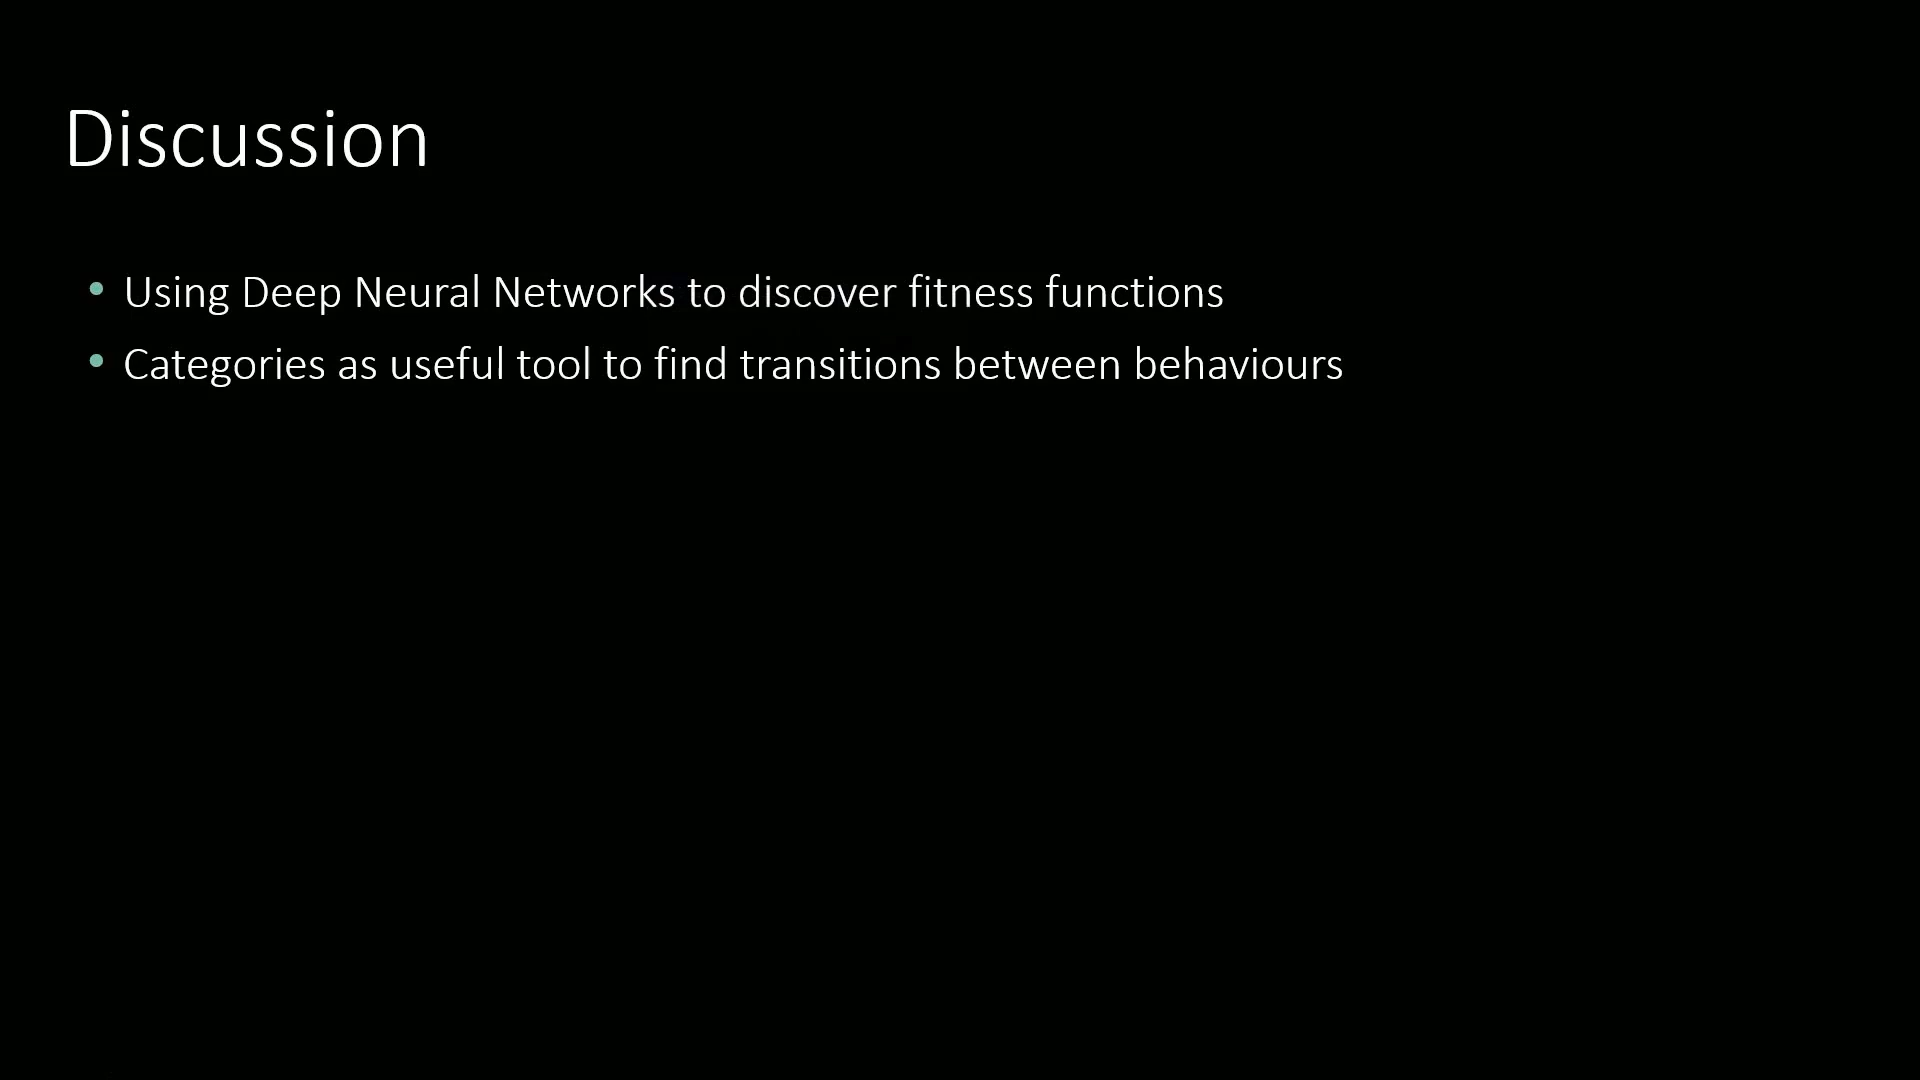 Discussion
• Using Deep Neural Networks to discover fitness functions
• Categories as useful tool to find transitions between behaviours